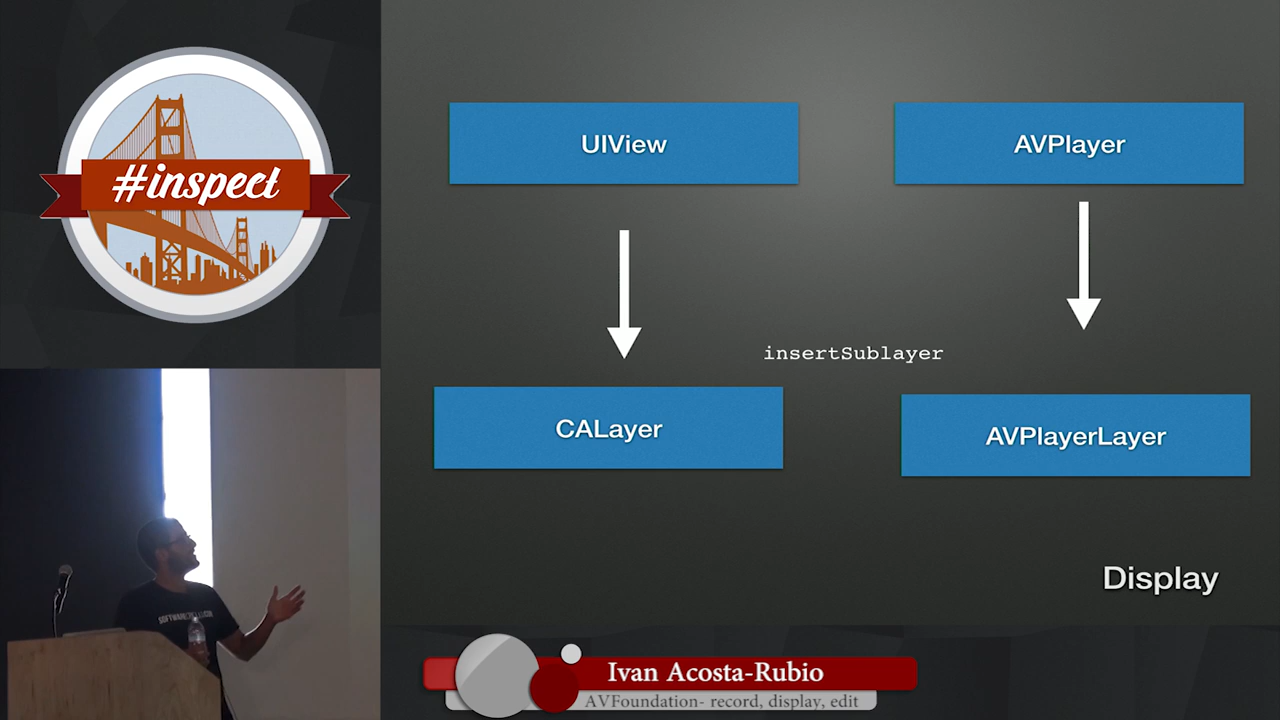 #inspect
UIView
AVPlayer
insertSublayer
CALayer
AVPlayerLayer
Display
Ivan Acosta-Rubio
AVFoundation- record, display, edit